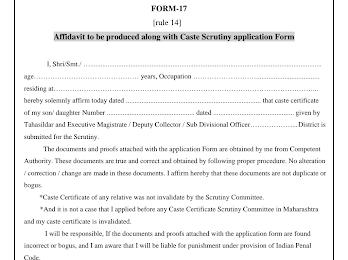 FORM-17
[rule 14]
Affidavit to be produced along with Caste Scrutiny application Form
I, Shri/Smt./ ........................................................................................................
age.......................................... years, Occupation ..................................................
residing at..............................................................................................................
hereby solemnly affirm today dated ...................................................... that caste certificate
of my son/ daughter Number ............................................. dated ................................ given by
Tahasildar and Executive Magistrate / Deputy Collector / Sub Divisional Officer......................District is
submitted for the Scrutiny.
The documents and proofs attached with the application Form are obtained by me from Competent
Authority. These documents are true and correct and obtained by following proper procedure. No alteration
/ correction / change are made in these documents. I affirm that these documents are not duplicate or
bogus.
*Caste Certificate of any relative was not invalidate by the Scrutiny Committee.
*And it is not a case that I applied before any Caste Certificate Scrutiny Committee in Maharashtra
and my caste certificate is invalidated.
I will be responsible, If the documents and proofs attached with the application form are found
incorrect or bogus, and I am aware that I will be liable for punishment under provision of Indian Penal
Code.